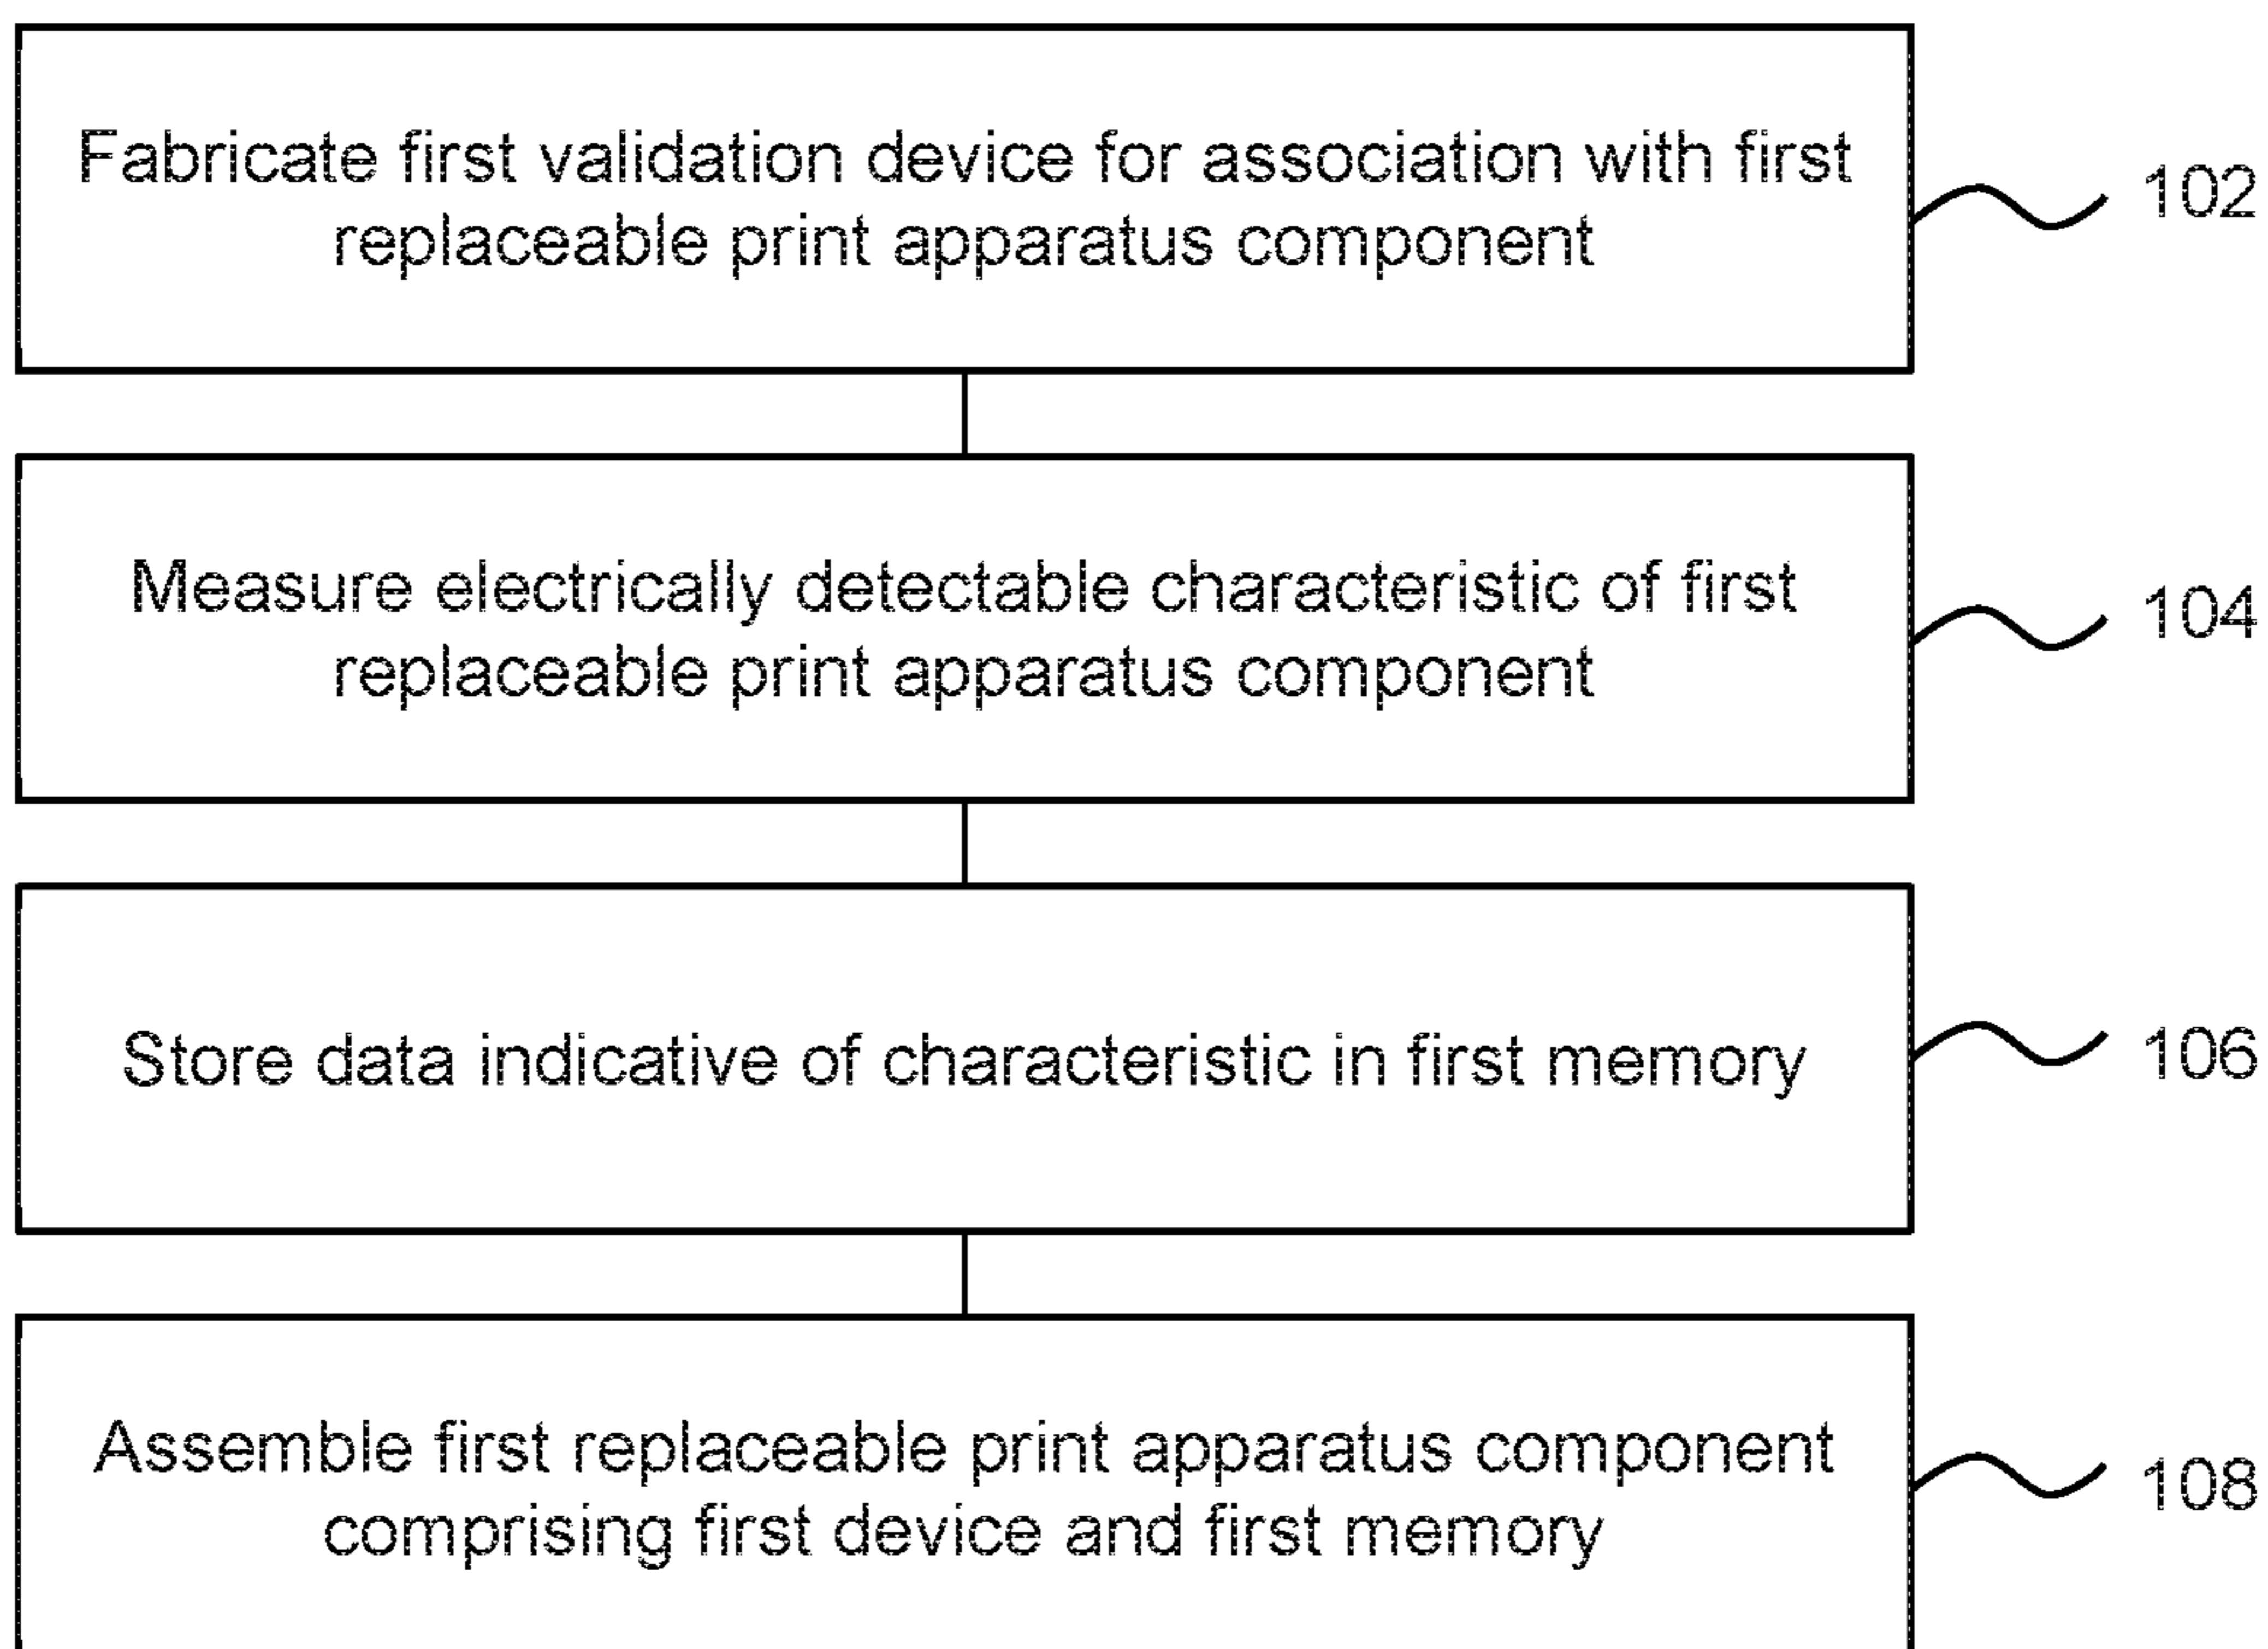 Fabricate first validation device for association with first
replaceable print apparatus component
102
Measure electrically detectable characteristic of first
replaceable print apparatus component
104
Store data indicative of characteristic in first memory
106
Assemble first replaceable print apparatus component
comprising first device and first memory
108